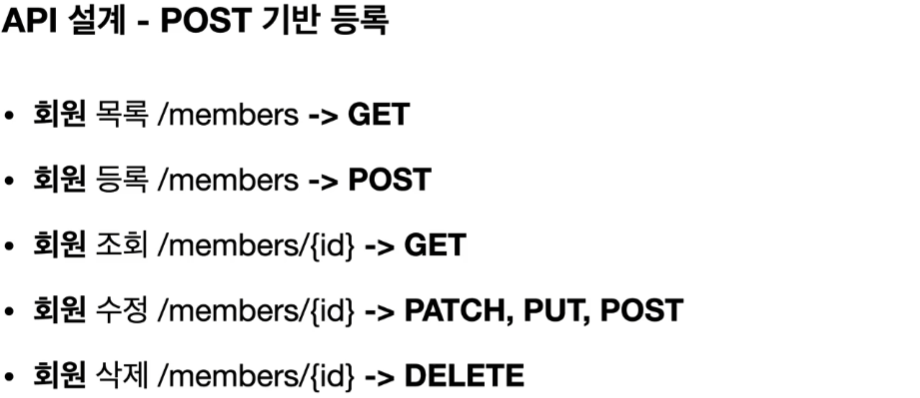 API 설계 - POST 기반 등록
• 회원 목록 /members -> GET
• 회원 등록 /members -> POST
• 회원 조회 /members/{id} -> GET
• 회원 수정 /members/{id} -> PATCH, PUT, POST
• 회원 삭제 /members/{id} -> DELETE